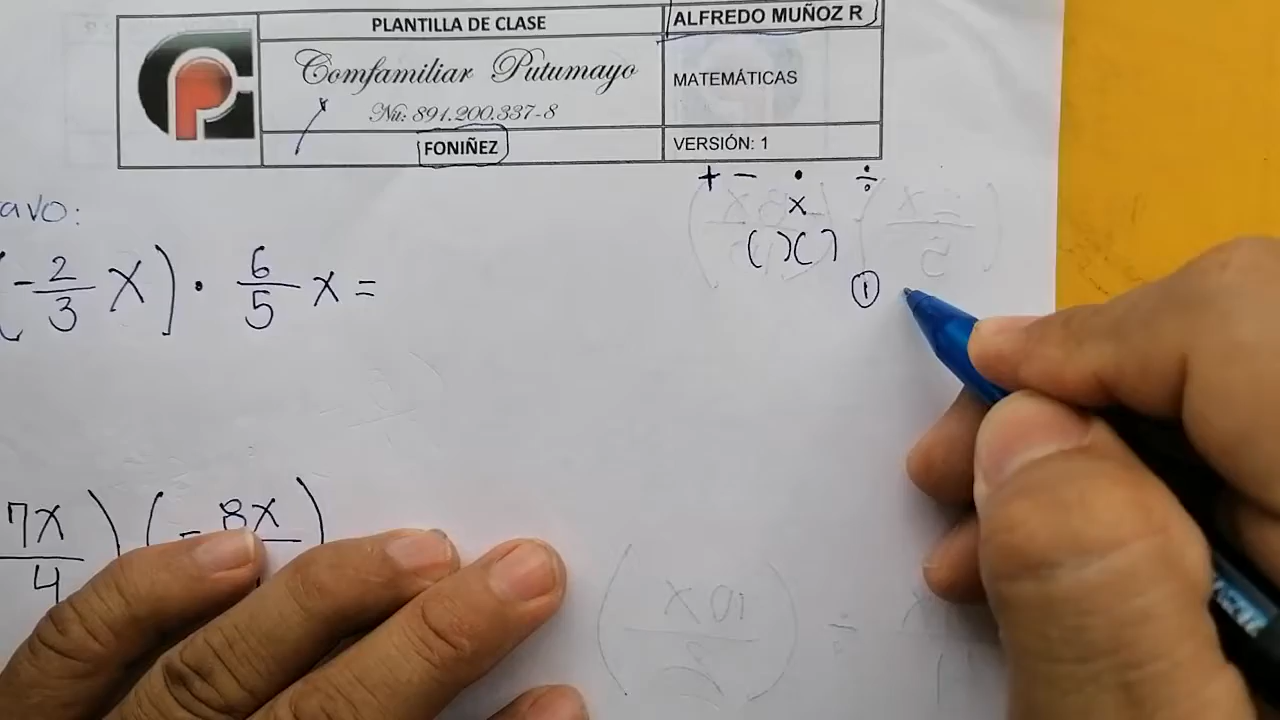 PLANTILLA DE CLASE
ALFREDO MUÑOZ R
Comfamiliar Putumayo
Nit: 891.200.337-8
MATEMÁTICAS
FONIÑEZ
VERSIÓN: 1
+ - • ÷
x
( )( )
①
avo:
(-2/3 X) · 6/5 x =
7X/4 ) (- 8X